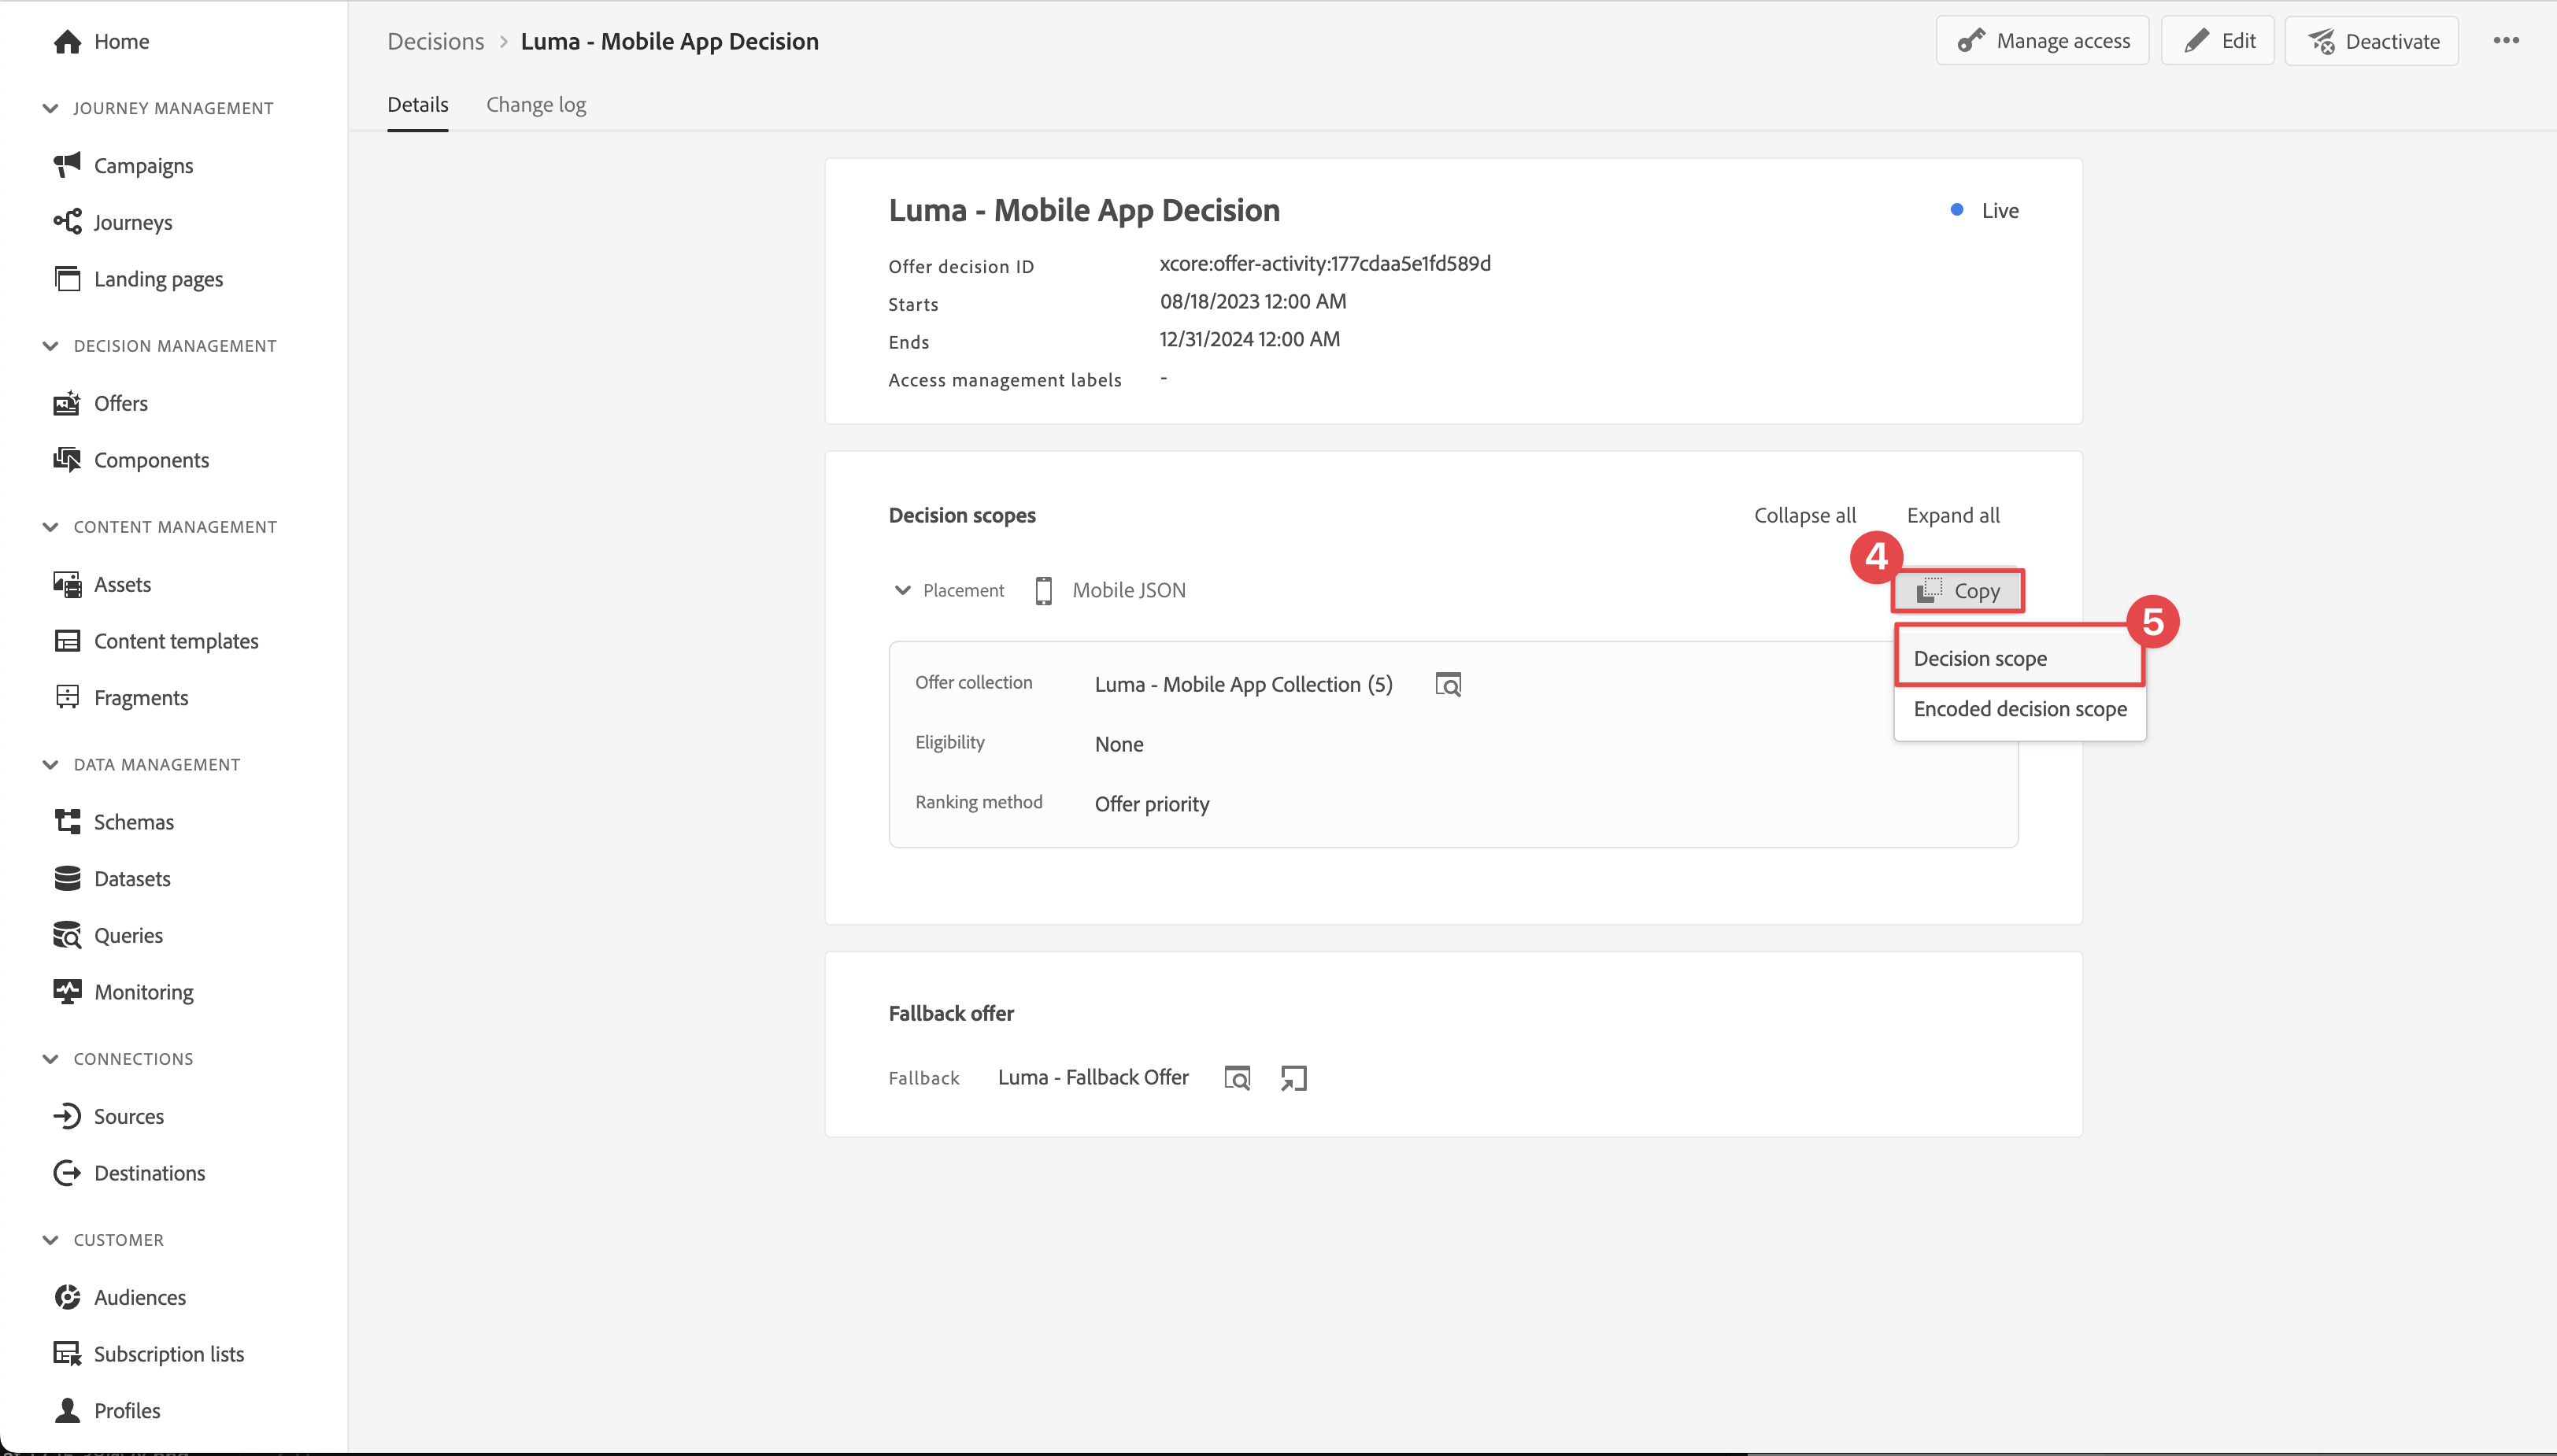 Home
JOURNEY MANAGEMENT
Campaigns
Journeys
Landing pages
DECISION MANAGEMENT
Offers
Components
CONTENT MANAGEMENT
Assets
Content templates
Fragments
DATA MANAGEMENT
Schemas
Datasets
Queries
Monitoring
CONNECTIONS
Sources
Destinations
CUSTOMER
Audiences
Subscription lists
Profiles
Decisions > Luma - Mobile App Decision
Manage access
Edit
Deactivate
Details
Change log
Luma - Mobile App Decision
Live
Offer decision ID xcore:offer-activity:177cdaa5e1fd589d
Starts 08/18/2023 12:00 AM
Ends 12/31/2024 12:00 AM
Access management labels -
Decision scopes
Collapse all
Expand all
4
Placement Mobile JSON
Copy
5
Decision scope
Encoded decision scope
Offer collection Luma - Mobile App Collection (5)
Eligibility None
Ranking method Offer priority
Fallback offer
Fallback Luma - Fallback Offer